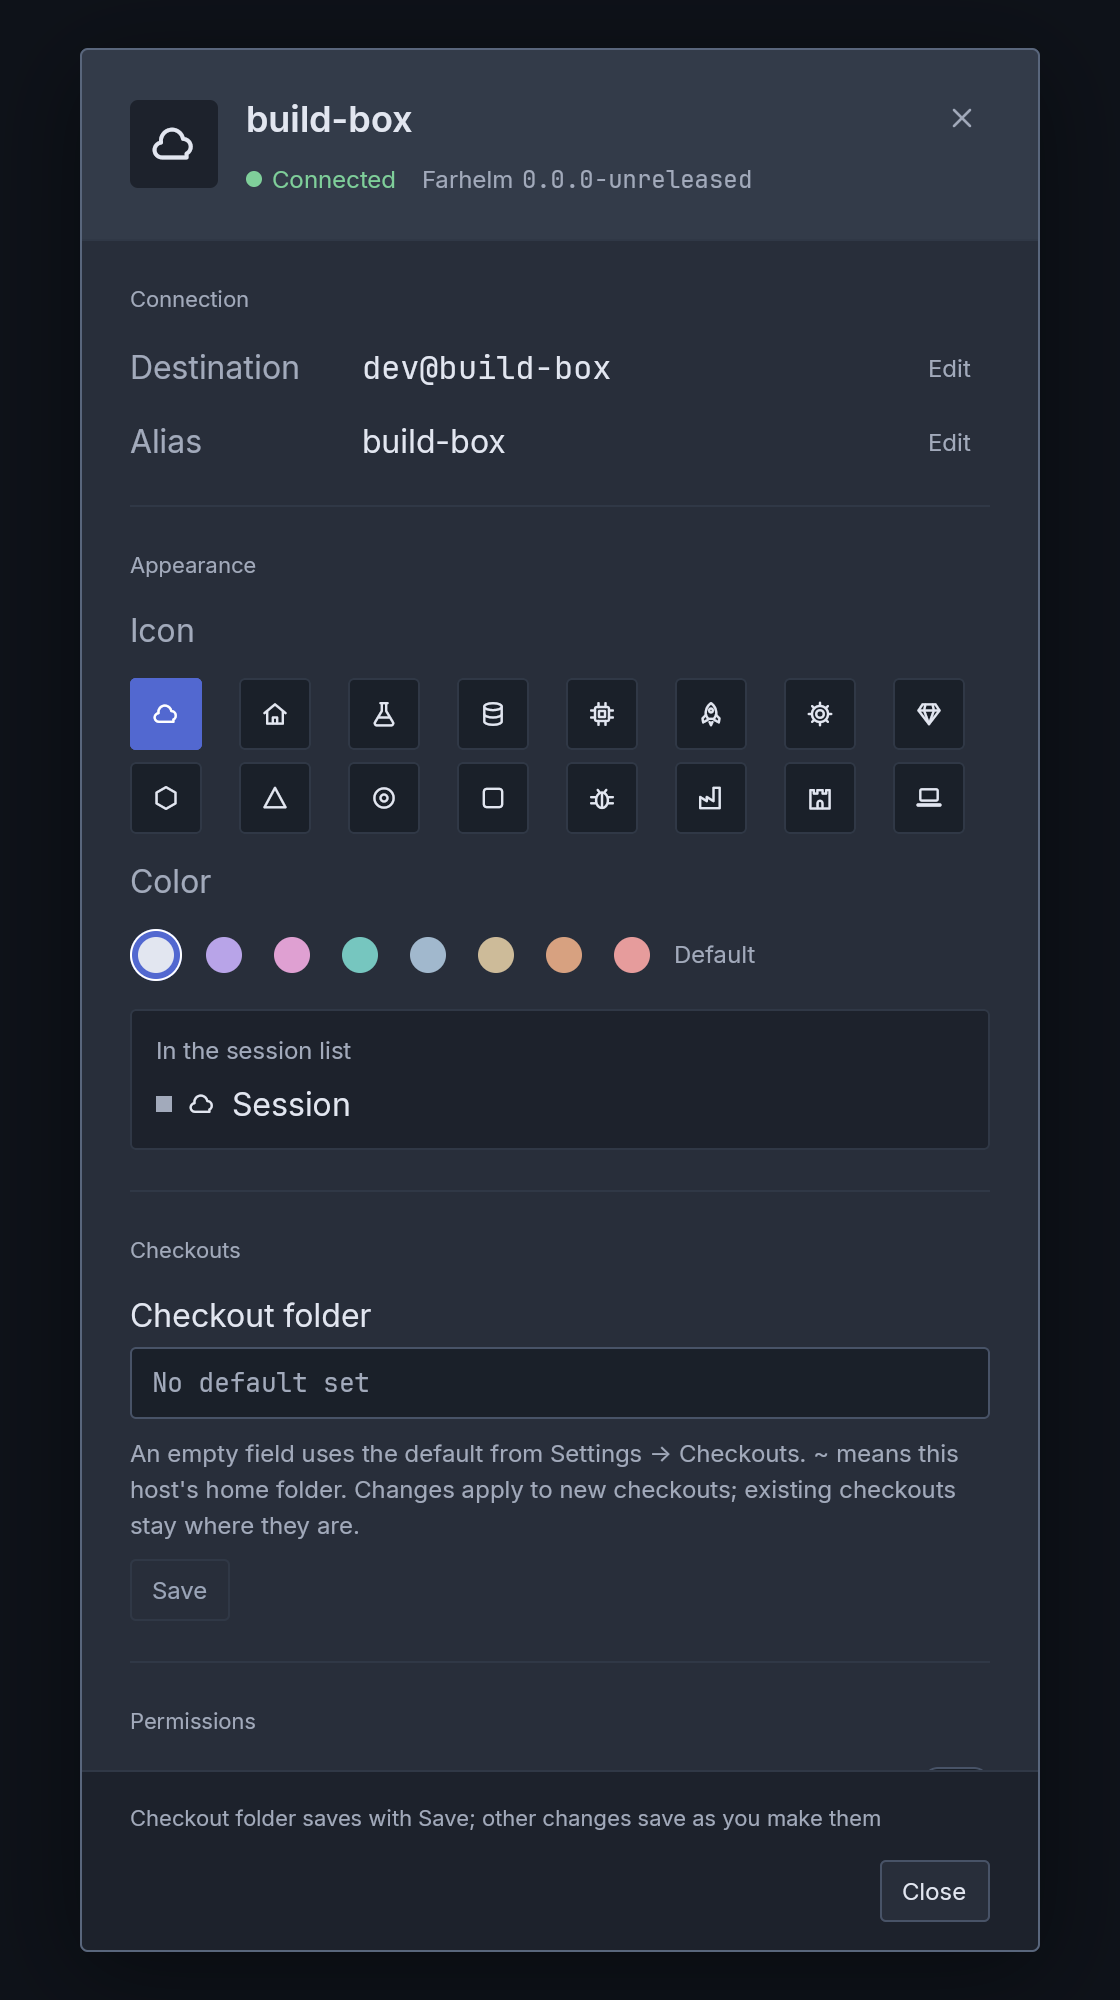 build-box
Connected Farhelm 0.0.0-unreleased
Connection
Destination dev@build-box Edit
Alias build-box Edit
Appearance
Icon
Color
Default
In the session list
Session
Checkouts
Checkout folder
No default set
An empty field uses the default from Settings → Checkouts. ~ means this
host's home folder. Changes apply to new checkouts; existing checkouts
stay where they are.
Save
Permissions
Checkout folder saves with Save; other changes save as you make them
Close